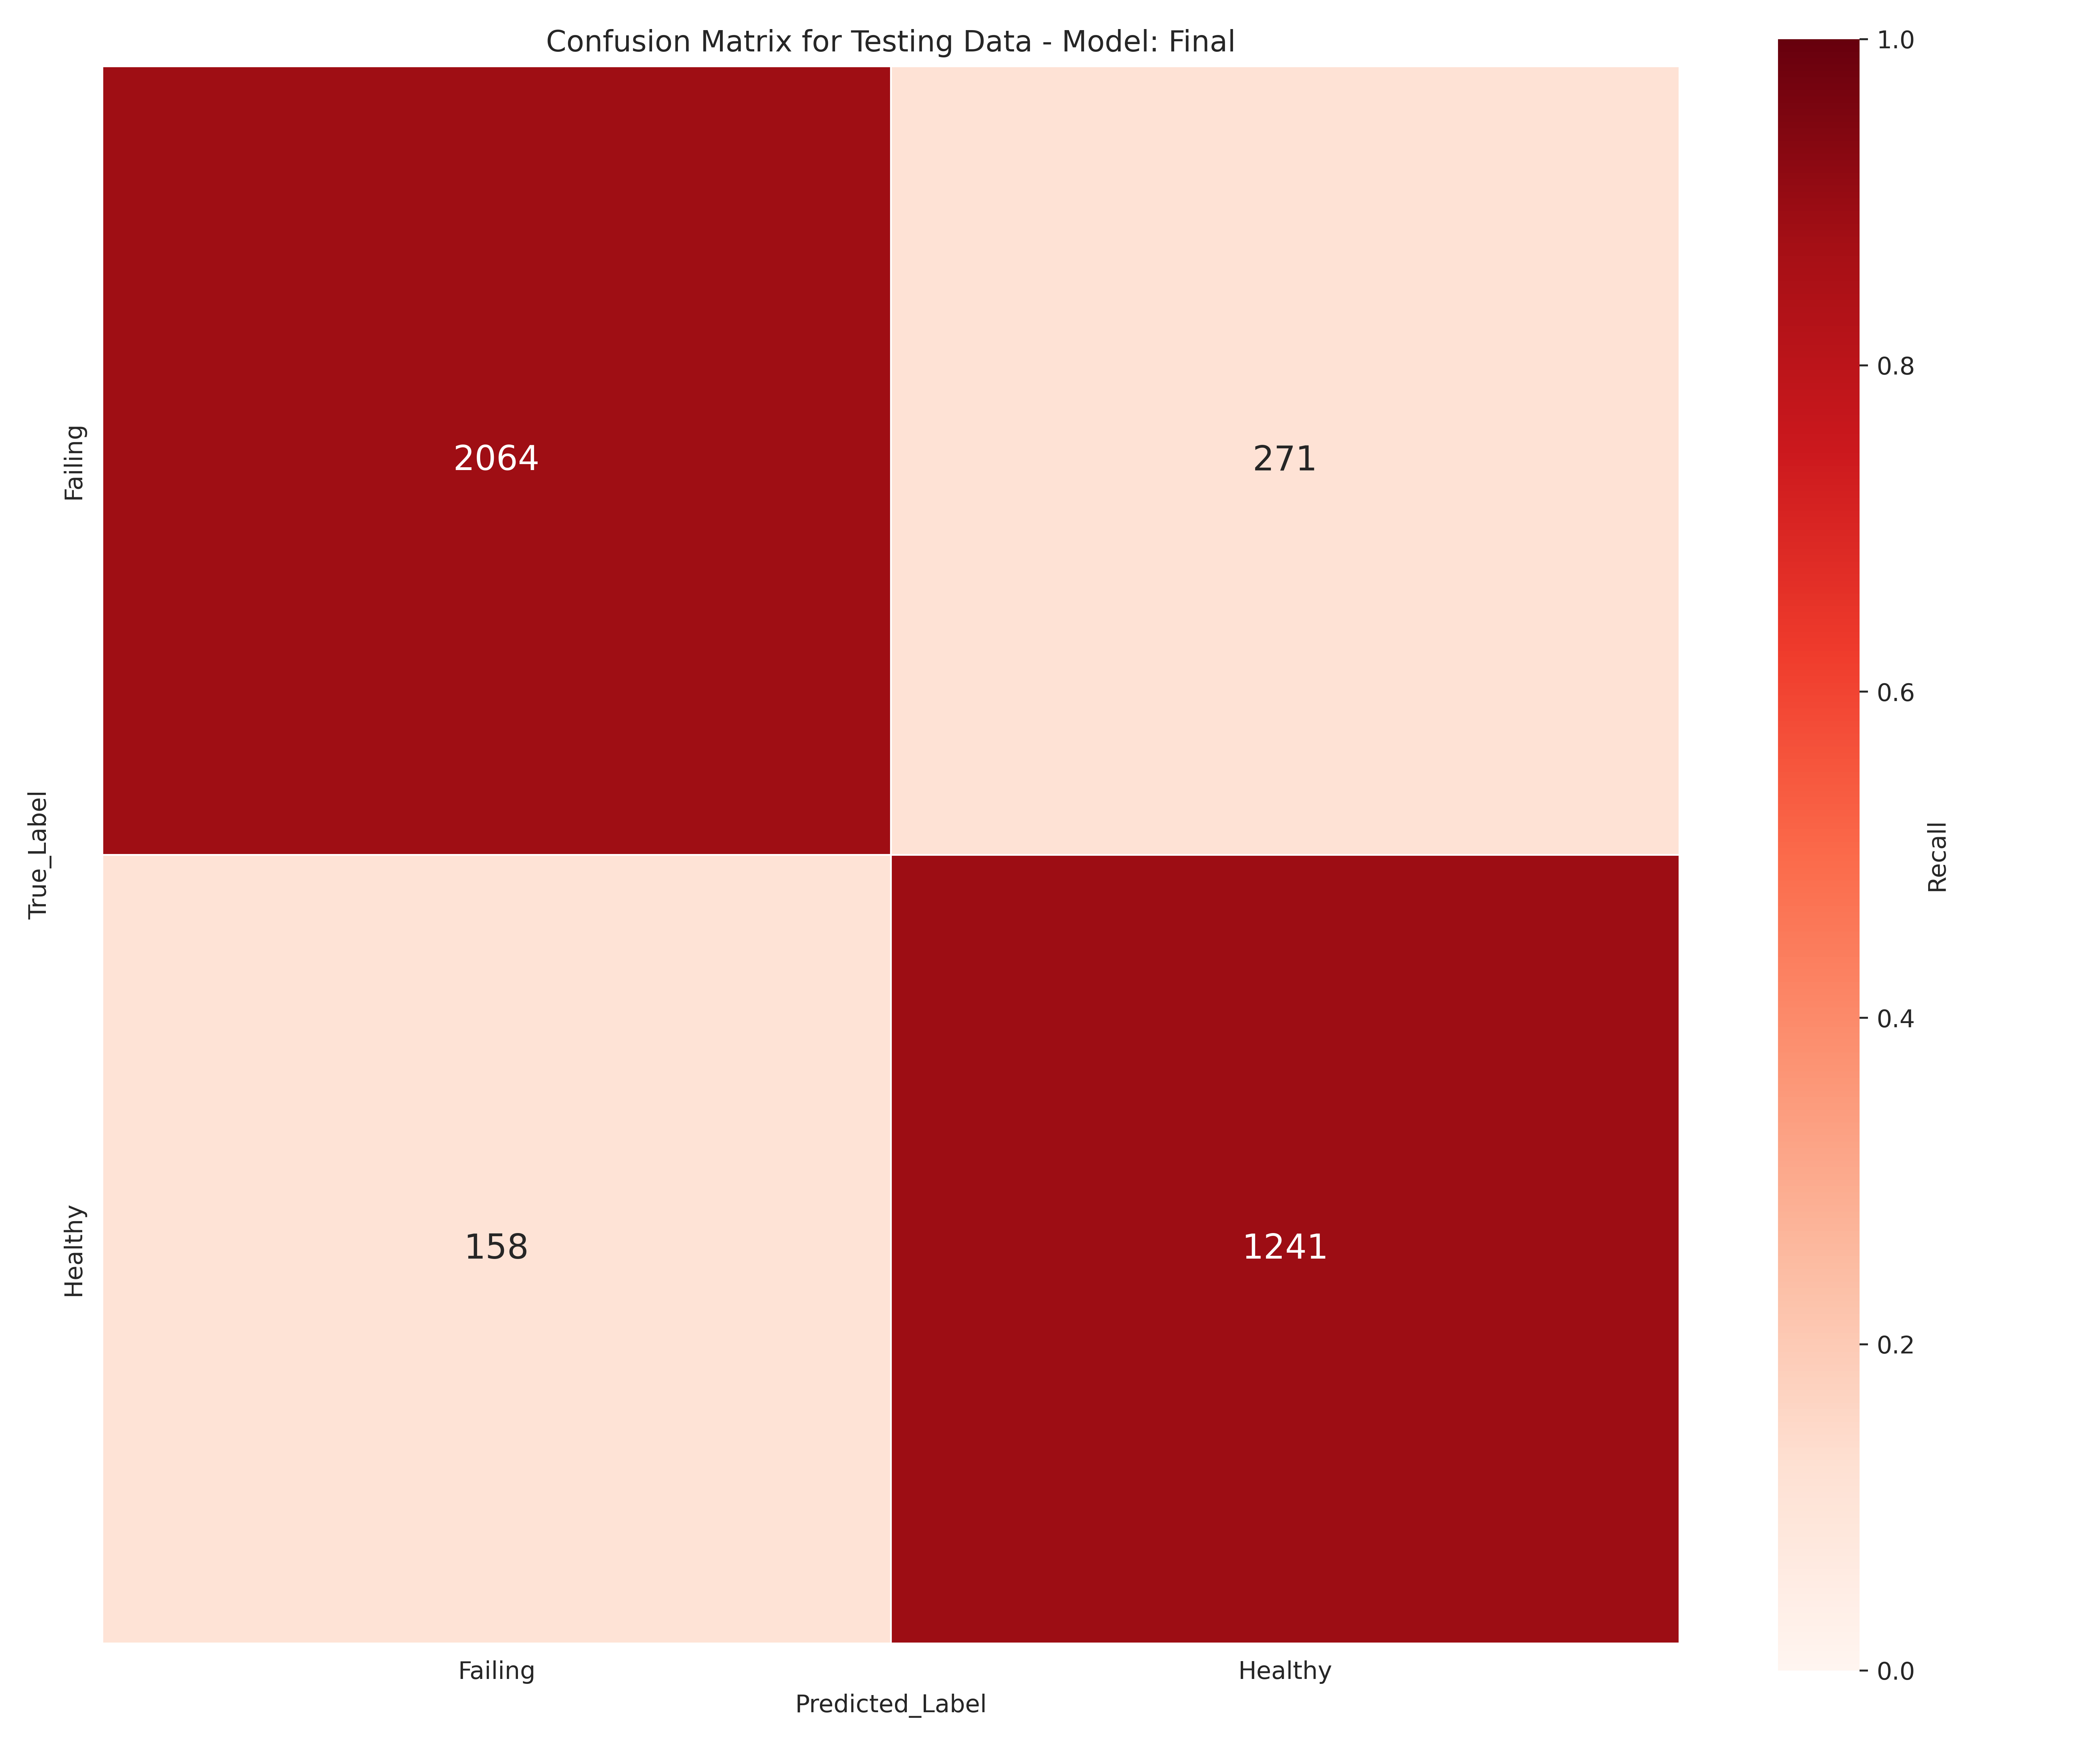 Confusion Matrix for Testing Data - Model: Final
True_Label
Failing
2064
271
Healthy
158
1241
Failing
Healthy
Predicted_Label
1.0
0.8
0.6
0.4
0.2
0.0
Recall